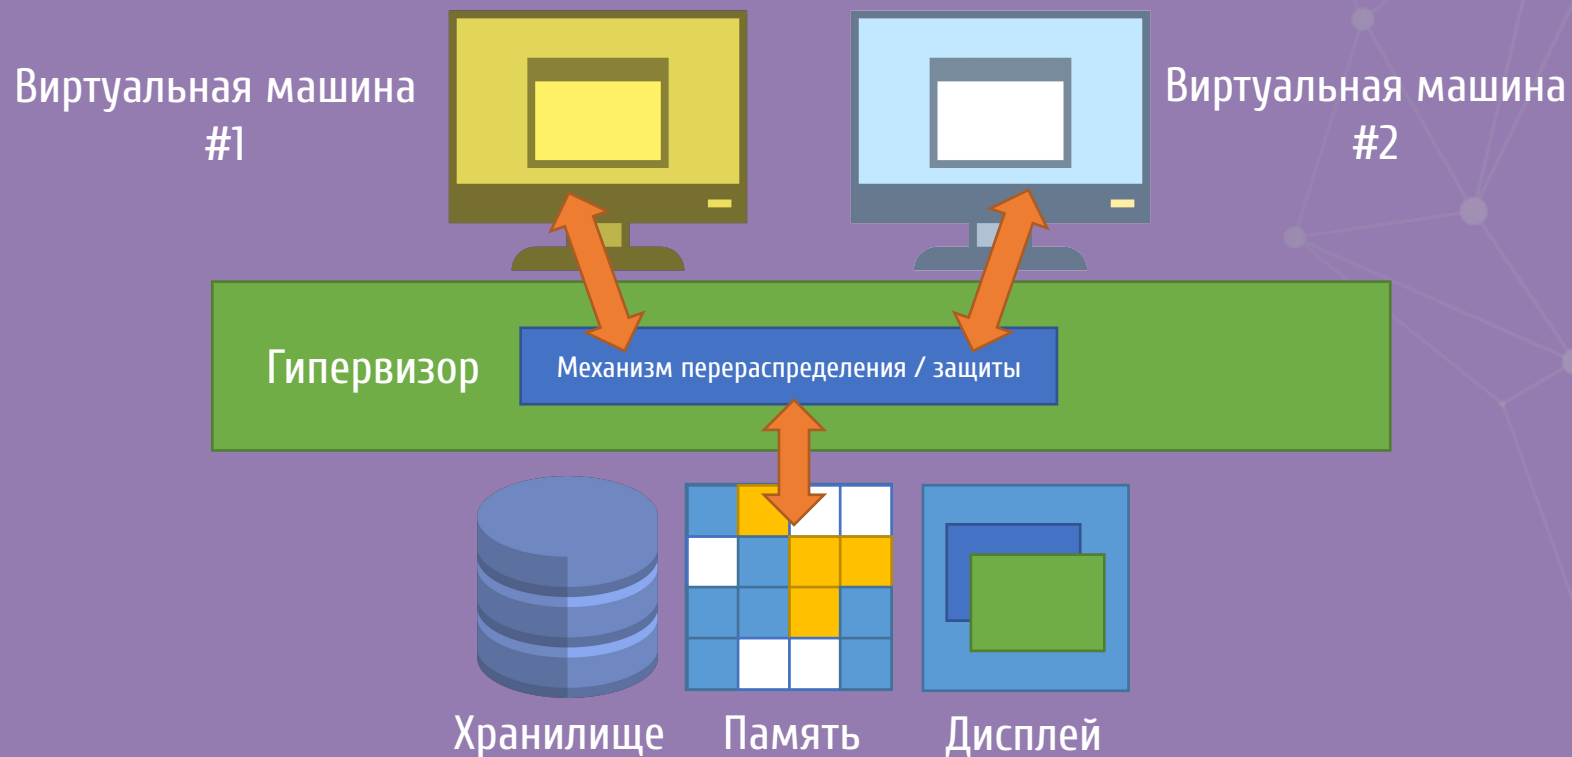 Виртуальная машина
#1
Виртуальная машина
#2
Гипервизор
Механизм перераспределения / защиты
Хранилище
Память
Дисплей